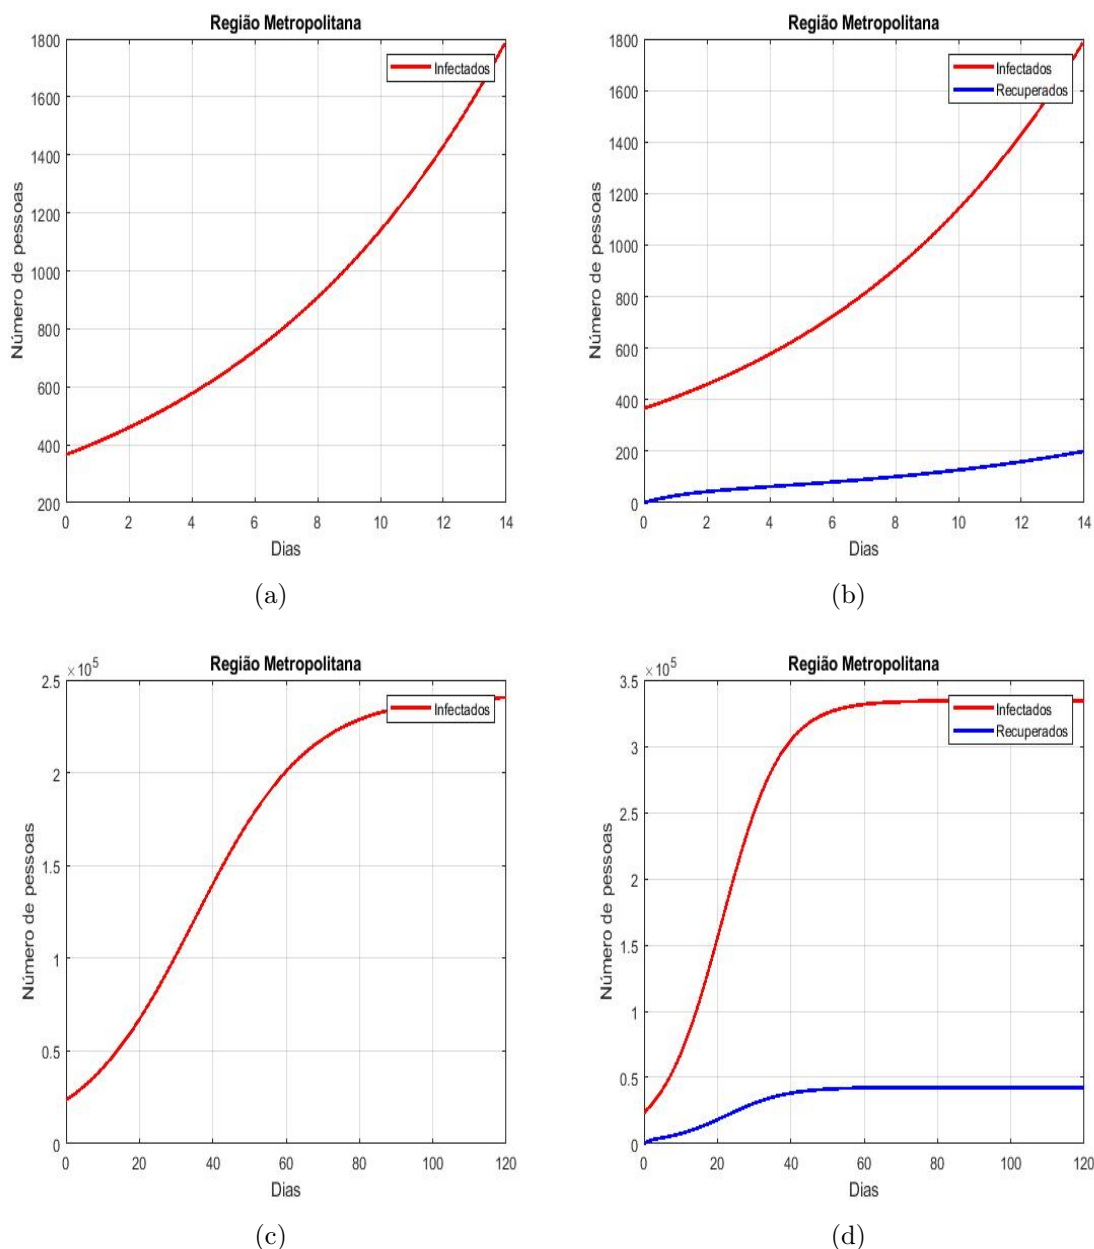 Região Metropolitana
1800
1600
1400
1200
1000
800
600
400
200
0 2 4 6 8 10 12 14
Número de pessoas
Dias
Infectados
(a)
Região Metropolitana
1800
1600
1400
1200
1000
800
600
400
200
0
0 2 4 6 8 10 12 14
Número de pessoas
Dias
Infectados
Recuperados
(b)
Região Metropolitana
×10^5
2.5
2
1.5
1
0.5
0
0 20 40 60 80 100 120
Número de pessoas
Dias
Infectados
(c)
Região Metropolitana
×10^5
3.5
3
2.5
2
1.5
1
0.5
0
0 20 40 60 80 100 120
Número de pessoas
Dias
Infectados
Recuperados
(d)